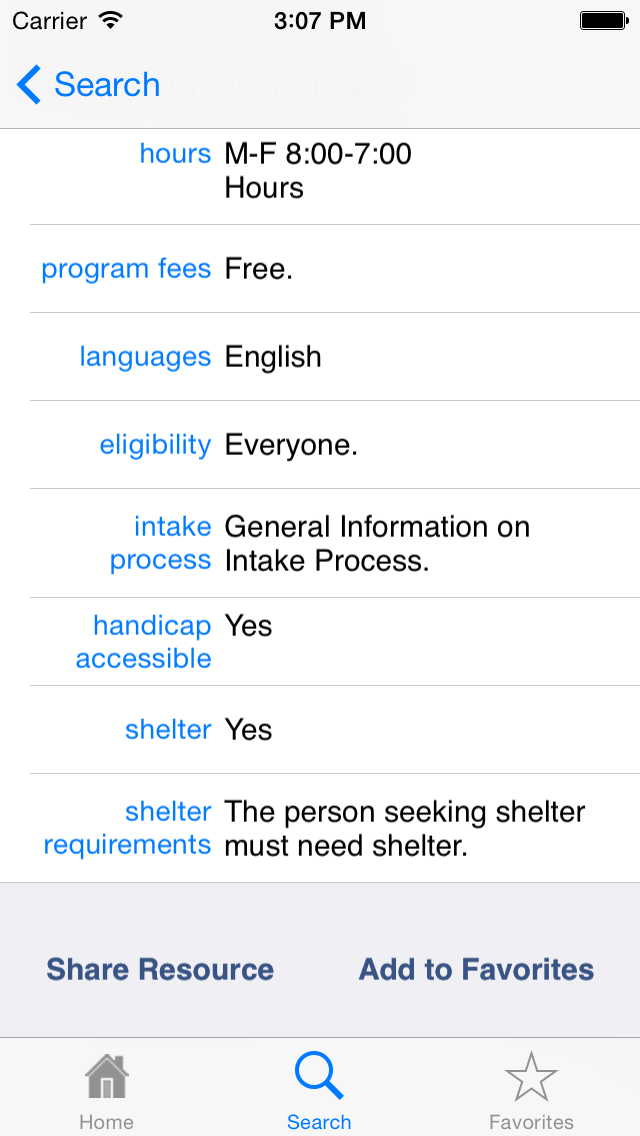 Carrier 3:07 PM
Search
hours M-F 8:00-7:00
Hours
program fees Free.
languages English
eligibility Everyone.
intake General Information on
process Intake Process.
handicap Yes
accessible
shelter Yes
shelter The person seeking shelter
requirements must need shelter.
Share Resource Add to Favorites
Home Search Favorites